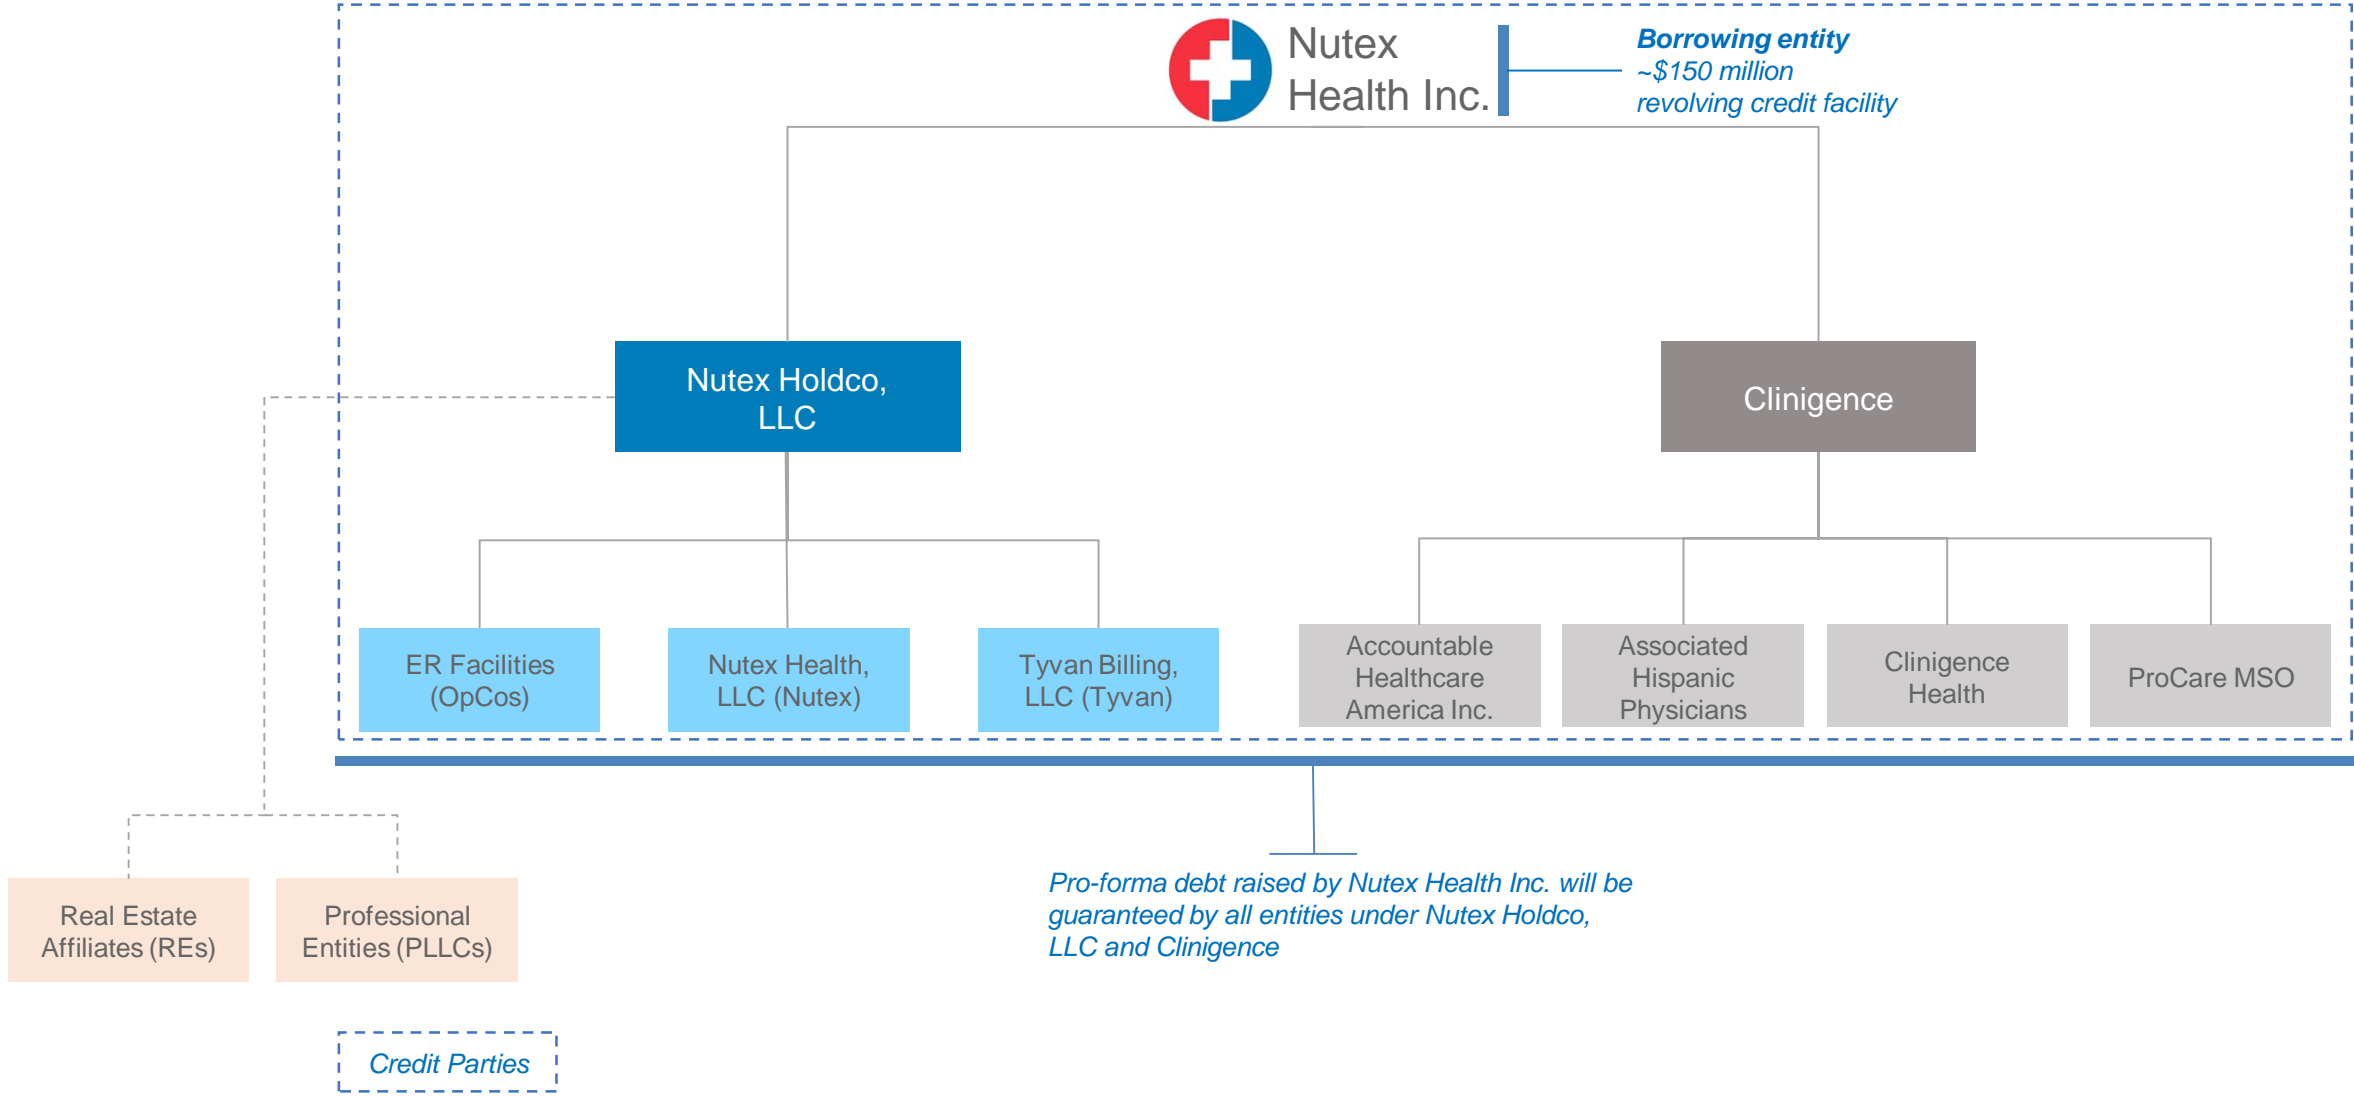 Nutex
Health Inc.
Borrowing entity
~$150 million
revolving credit facility
Nutex Holdco,
LLC
Clinigence
ER Facilities
(OpCos)
Nutex Health,
LLC (Nutex)
Tyvan Billing,
LLC (Tyvan)
Accountable
Healthcare
America Inc.
Associated
Hispanic
Physicians
Clinigence
Health
ProCare MSO
Real Estate
Affiliates (REs)
Professional
Entities (PLLCs)
Pro-forma debt raised by Nutex Health Inc. will be
guaranteed by all entities under Nutex Holdco,
LLC and Clinigence
Credit Parties